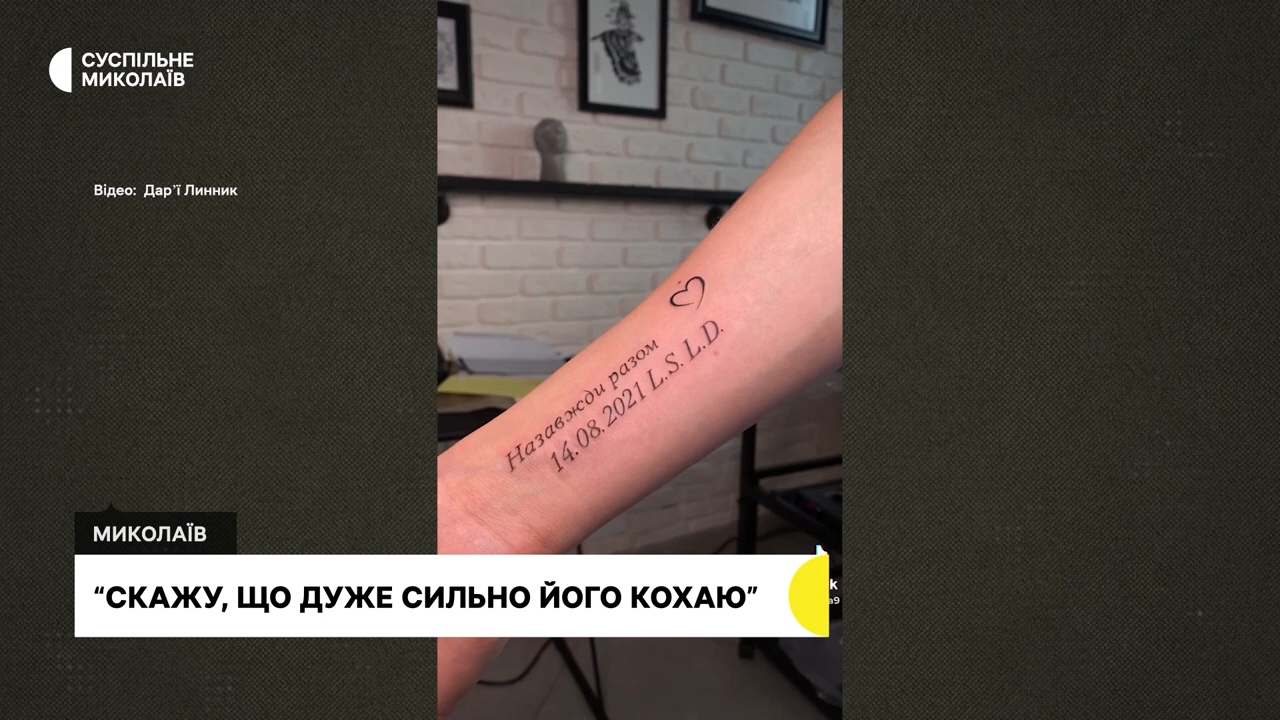 СУСПІЛЬНЕ
МИКОЛАЇВ
Відео: Дар’ї Линник
Назавжди разом
14.08.2021 L.S. L.D.
МИКОЛАЇВ
“СКАЖУ, ЩО ДУЖЕ СИЛЬНО ЙОГО КОХАЮ”